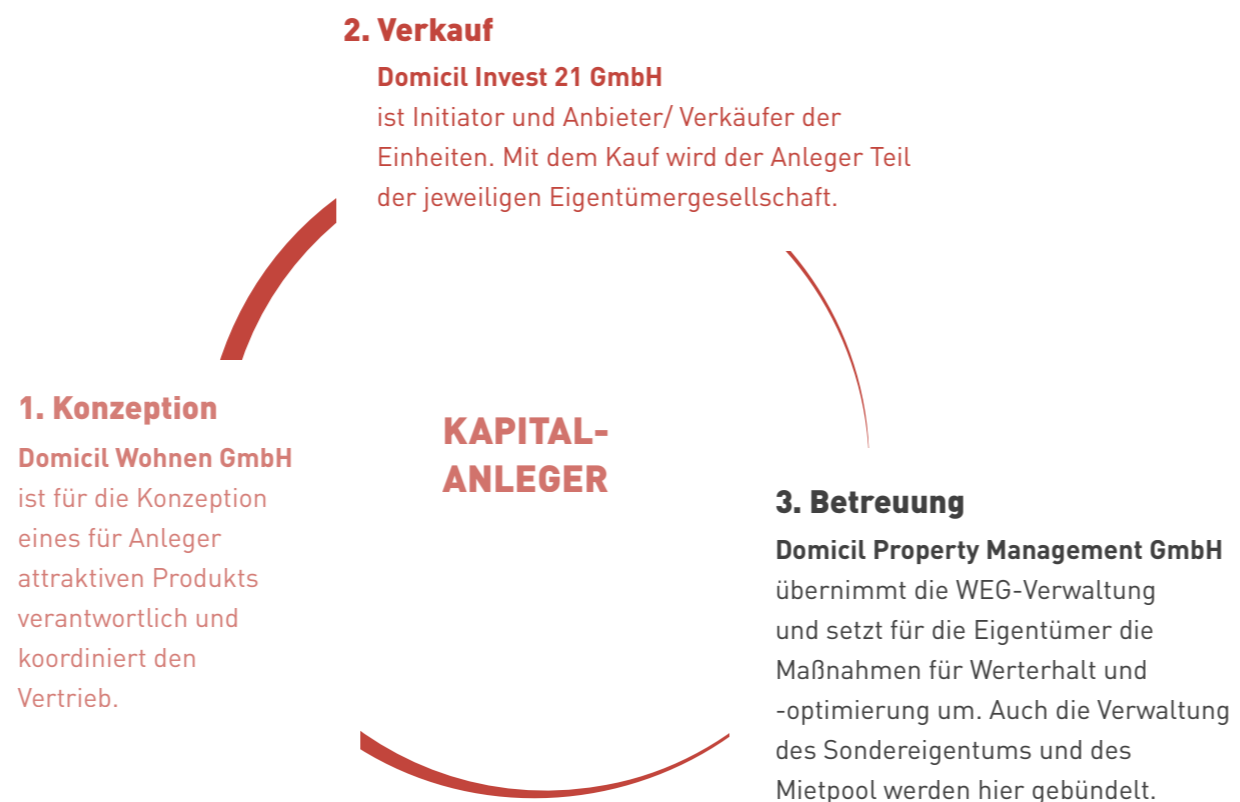 2. Verkauf
Domicil Invest 21 GmbH
ist Initiator und Anbieter/ Verkäufer der
Einheiten. Mit dem Kauf wird der Anleger Teil
der jeweiligen Eigentümergesellschaft.
1. Konzeption
Domicil Wohnen GmbH
ist für die Konzeption
eines für Anleger
attraktiven Produkts
verantwortlich und
koordiniert den
Vertrieb.
KAPITAL-
ANLEGER
3. Betreuung
Domicil Property Management GmbH
übernimmt die WEG-Verwaltung
und setzt für die Eigentümer die
Maßnahmen für Werterhalt und
-optimierung um. Auch die Verwaltung
des Sondereigentums und des
Mietpool werden hier gebündelt.